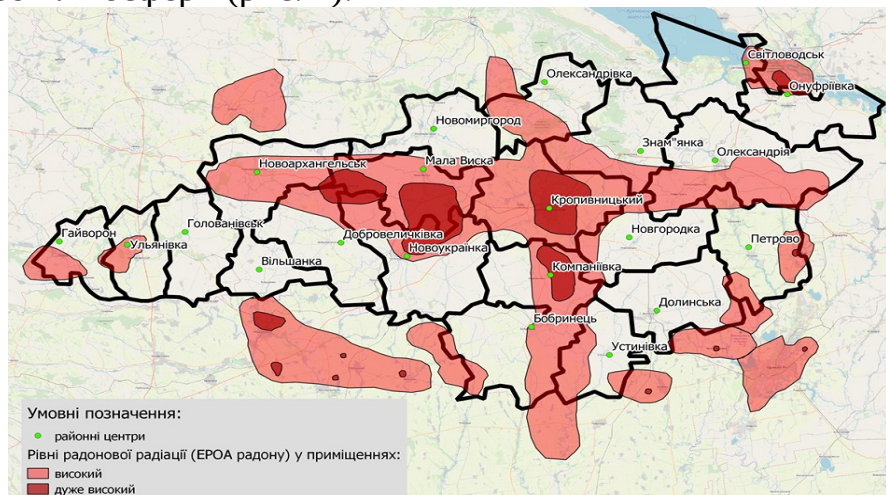 Світловодськ
Олександрівка
Онуфріївка
Новомиргород
Знам"янка
Олександрія
Мала Виска
Новоархангельськ
Кропивницький
Гайворон
Голованівськ
Ульянівка
Добровеличківка
Новоукраїнка
Новгородка
Петрово
Вільшанка
Компаніївка
Долинська
Бобринець
Устинівка
Умовні позначення:
районні центри
Рівні радонової радіації (ЕРОА радону) у приміщеннях:
високий
дуже високий